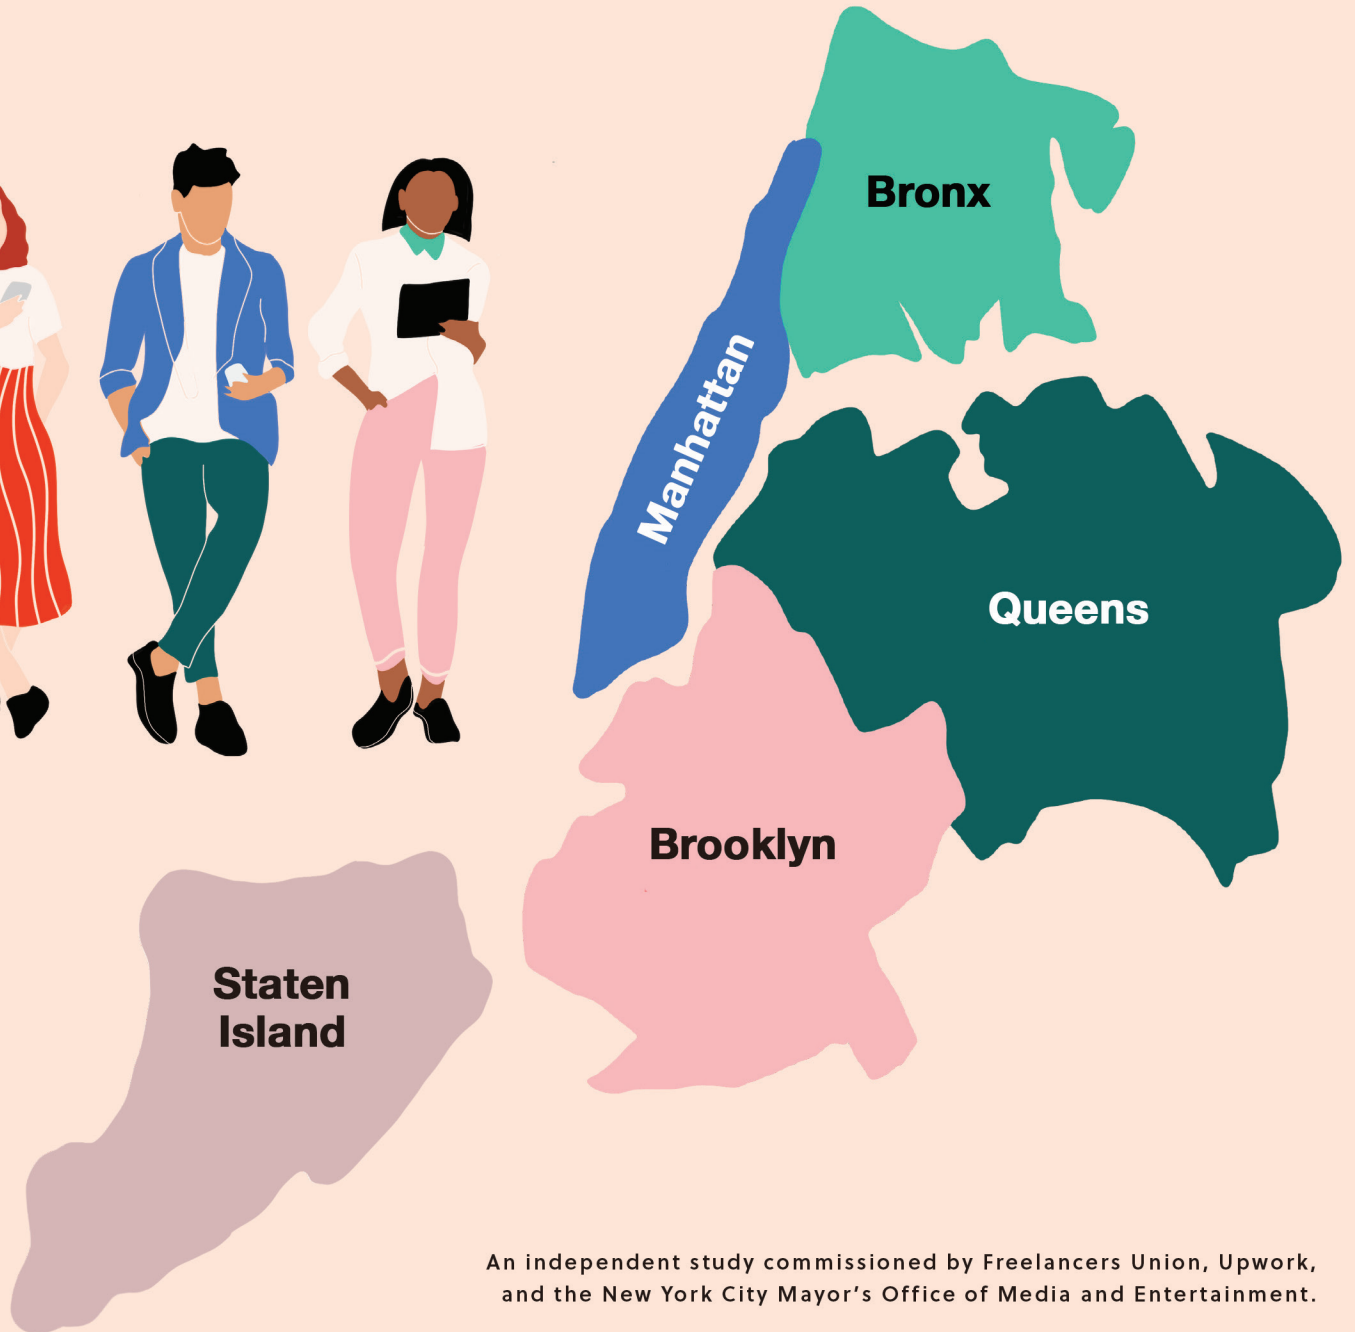 Bronx
Manhattan
Queens
Brooklyn
Staten
Island
An independent study commissioned by Freelancers Union, Upwork,
and the New York City Mayor’s Office of Media and Entertainment.